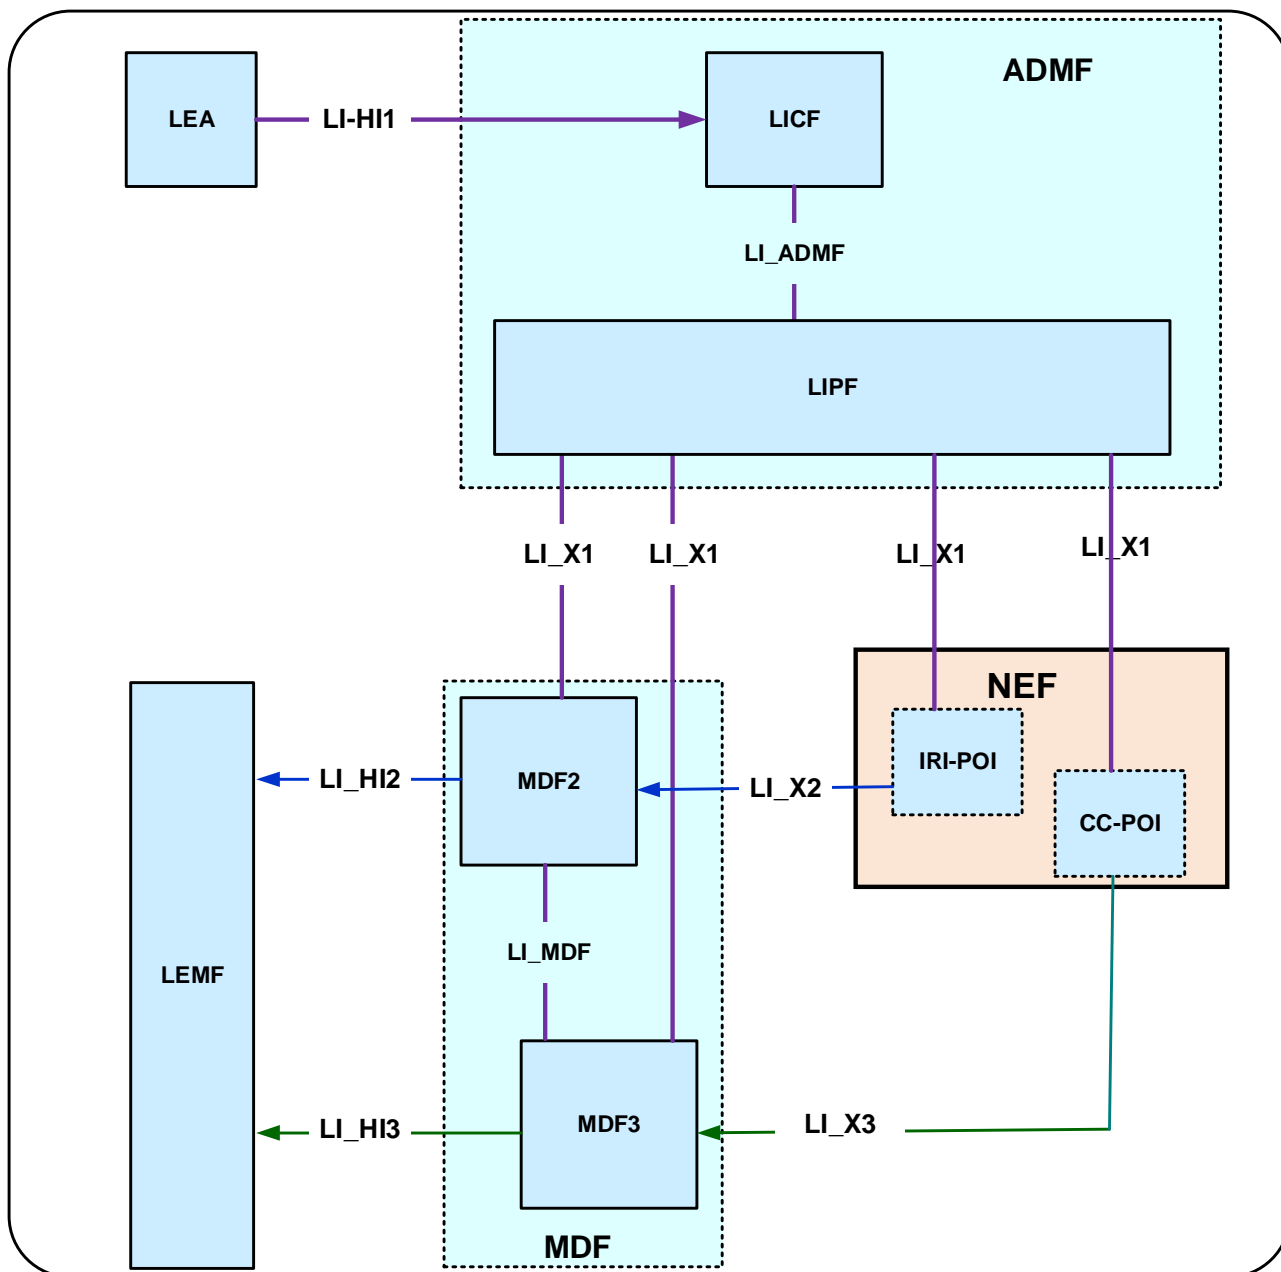 ADMF
LEA
LI-HI1
LICF
LI_ADMF
LIPF
LI_X1
LI_X1
LI_X1
LI_X1
NEF
IRI-POI
MDF2
LI_HI2
LI_X2
CC-POI
LI_MDF
LEMF
MDF3
LI_HI3
LI_X3
MDF